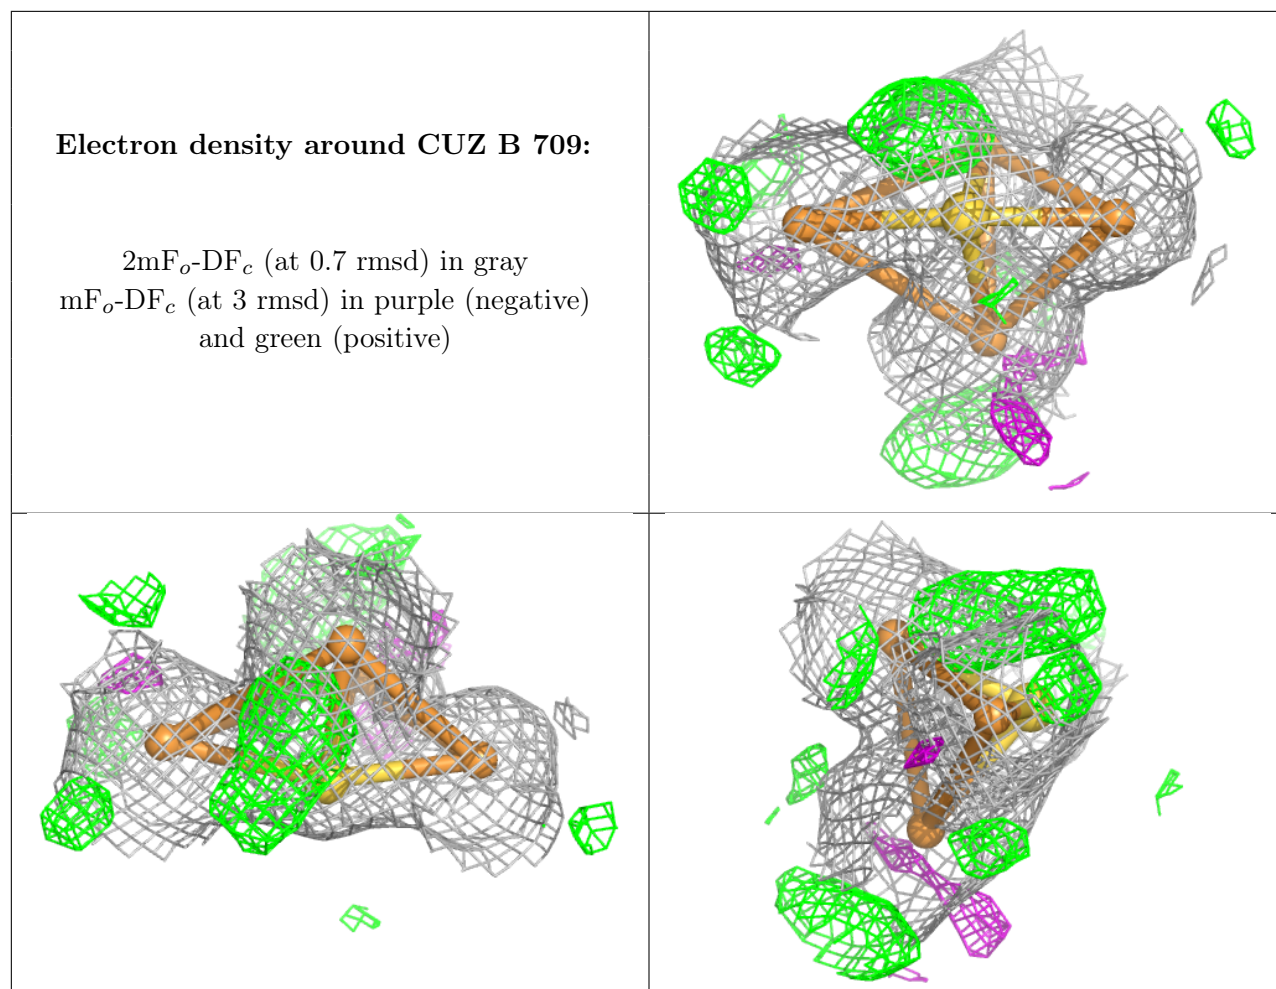 Electron density around CUZ B 709:
2mFo-DFc (at 0.7 rmsd) in gray
mFo-DFc (at 3 rmsd) in purple (negative)
and green (positive)